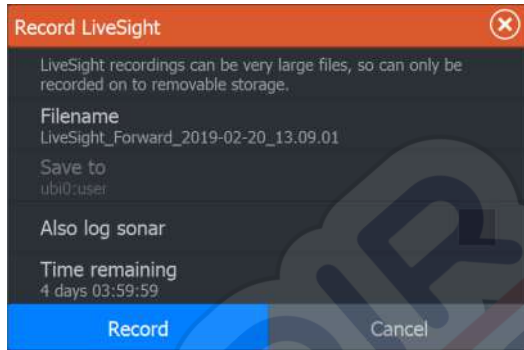 Record LiveSight
LiveSight recordings can be very large files, so can only be
recorded on to removable storage.
Filename
LiveSight_Forward_2019-02-20_13.09.01
Save to
ubi0:user
Also log sonar
Time remaining
4 days 03:59:59
Record
Cancel